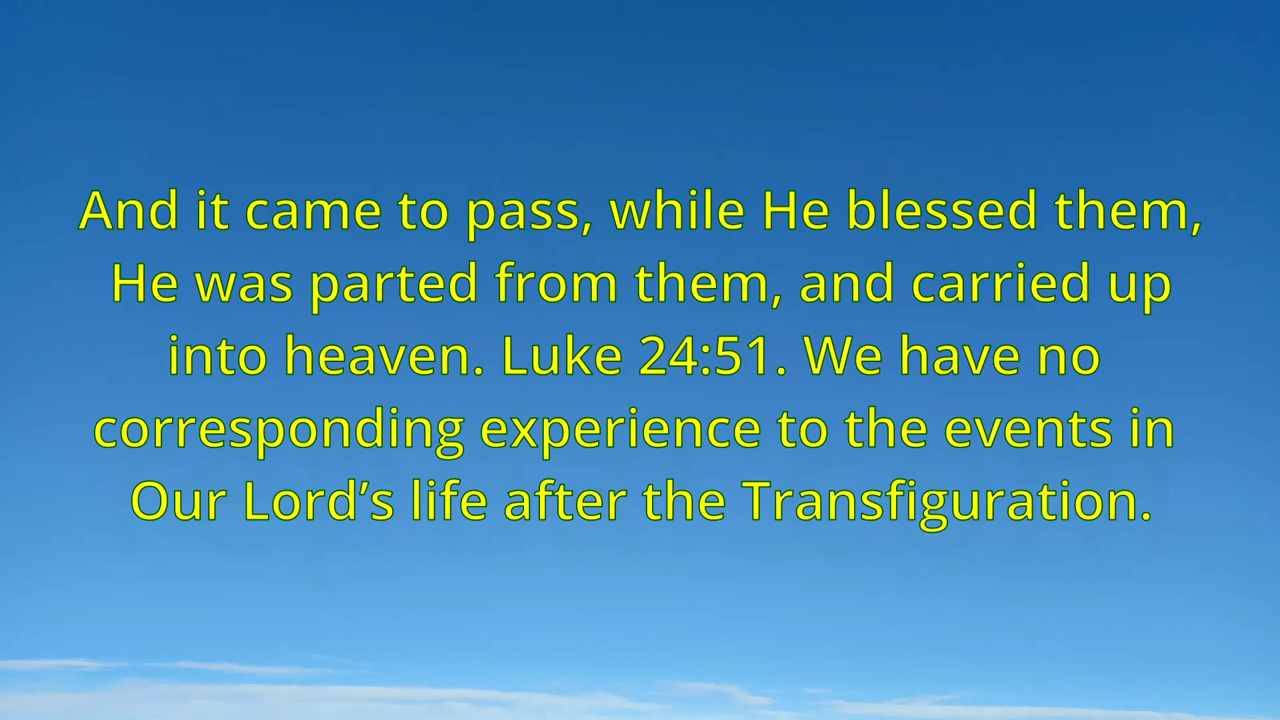 And it came to pass, while He blessed them,
He was parted from them, and carried up
into heaven. Luke 24:51. We have no
corresponding experience to the events in
Our Lord’s life after the Transfiguration.